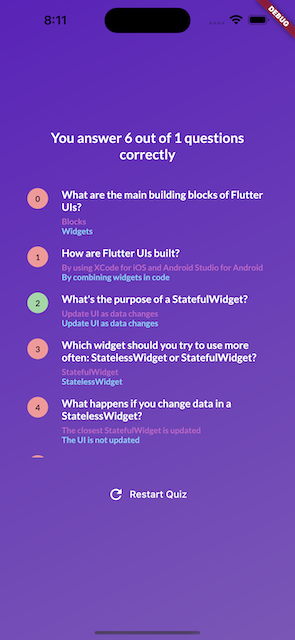 8:11
DEBUG
You answer 6 out of 1 questions
correctly
0
What are the main building blocks of Flutter
UIs?
Blocks
Widgets
1
How are Flutter UIs built?
By using XCode for iOS and Android Studio for Android
By combining widgets in code
2
What's the purpose of a StatefulWidget?
Update UI as data changes
Update UI as data changes
3
Which widget should you try to use more
often: StatelessWidget or StatefulWidget?
StatefulWidget
StatelessWidget
4
What happens if you change data in a
StatelessWidget?
The closest StatefulWidget is updated
The UI is not updated
Restart Quiz